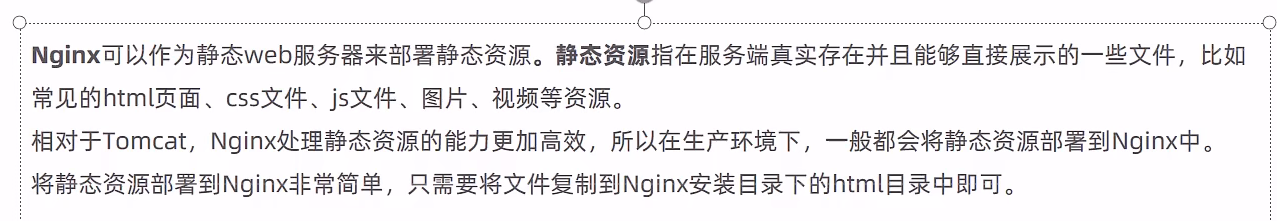 Nginx可以作为静态web服务器来部署静态资源。静态资源指在服务端真实存在并且能够直接展示的一些文件，比如
常见的html页面、css文件、js文件、图片、视频等资源。
相对于Tomcat，Nginx处理静态资源的能力更加高效，所以在生产环境下，一般都会将静态资源部署到Nginx中。
将静态资源部署到Nginx非常简单，只需要将文件复制到Nginx安装目录下的html目录中即可。